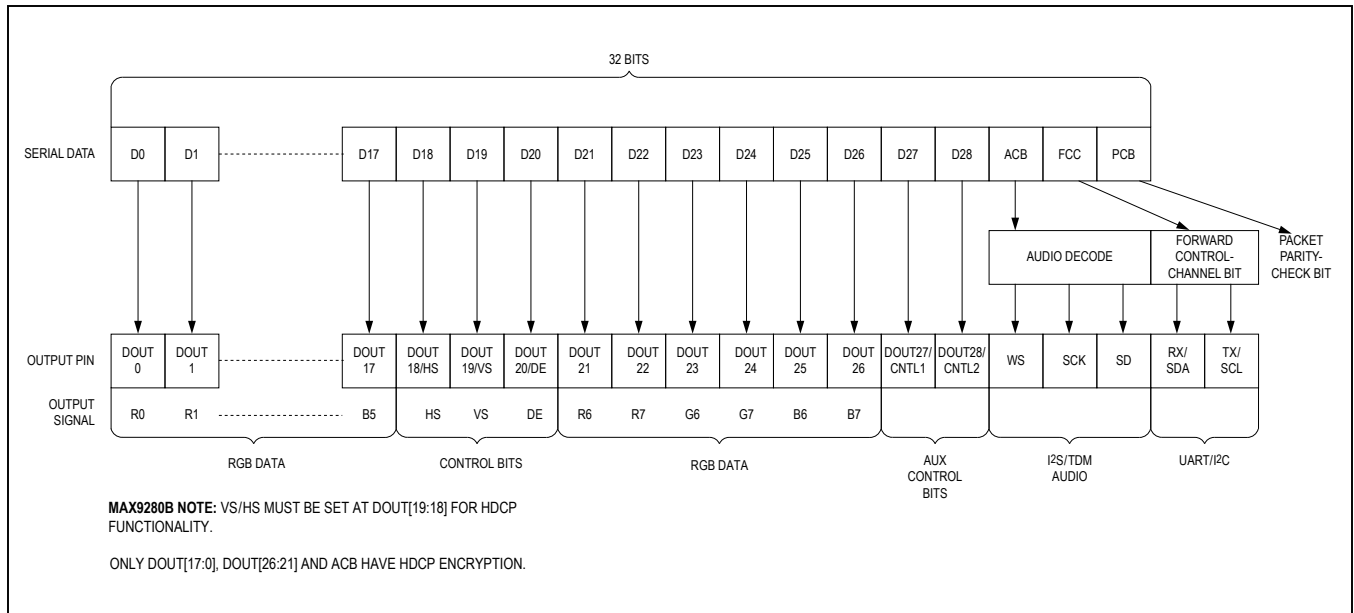 32 BITS
SERIAL DATA D0 D1 D17 D18 D19 D20 D21 D22 D23 D24 D25 D26 D27 D28 ACB FCC PCB
AUDIO DECODE
FORWARD
CONTROL-
CHANNEL BIT
PACKET
PARITY-
CHECK BIT
OUTPUT PIN
DOUT
0
DOUT
1
DOUT
17
DOUT
18/HS
DOUT
19/VS
DOUT
20/DE
DOUT
21
DOUT
22
DOUT
23
DOUT
24
DOUT
25
DOUT
26
DOUT27/
CNTL1
DOUT28/
CNTL2
WS
SCK
SD
RX/
SDA
TX/
SCL
OUTPUT
SIGNAL
R0 R1 B5 HS VS DE R6 R7 G6 G7 B6 B7
RGB DATA
CONTROL BITS
RGB DATA
AUX
CONTROL
BITS
I2S/TDM
AUDIO
UART/I2C
MAX9280B NOTE: VS/HS MUST BE SET AT DOUT[19:18] FOR HDCP
FUNCTIONALITY.
ONLY DOUT[17:0], DOUT[26:21] AND ACB HAVE HDCP ENCRYPTION.